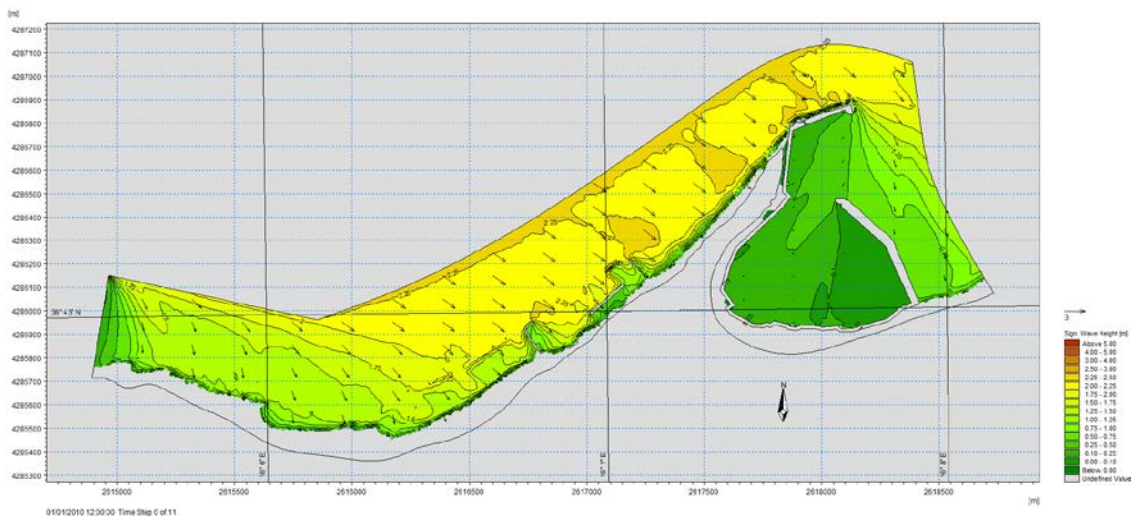 [m]
4287200
4287100
4287000
4286900
4286800
4286700
4286600
4286500
4286400
4286300
4286200
4286100
4286000
4285900
4285800
4285700
4285600
4285500
4285400
4285300
2.25
1.75
N
2615000
2615500
2616000
2616500
2617000
2617500
2618000
2618500
[m]
3
Sign. Wave Height [m]
Above 5.00
4.00 - 5.00
3.00 - 4.00
2.50 - 3.00
2.25 - 2.50
2.00 - 2.25
1.75 - 2.00
1.50 - 1.75
1.25 - 1.50
1.00 - 1.25
0.75 - 1.00
0.50 - 0.75
0.25 - 0.50
0.10 - 0.25
0.00 - 0.10
Below 0.00
Undefined Value
01/01/2010 12:00:00 Time Step 0 of 11.